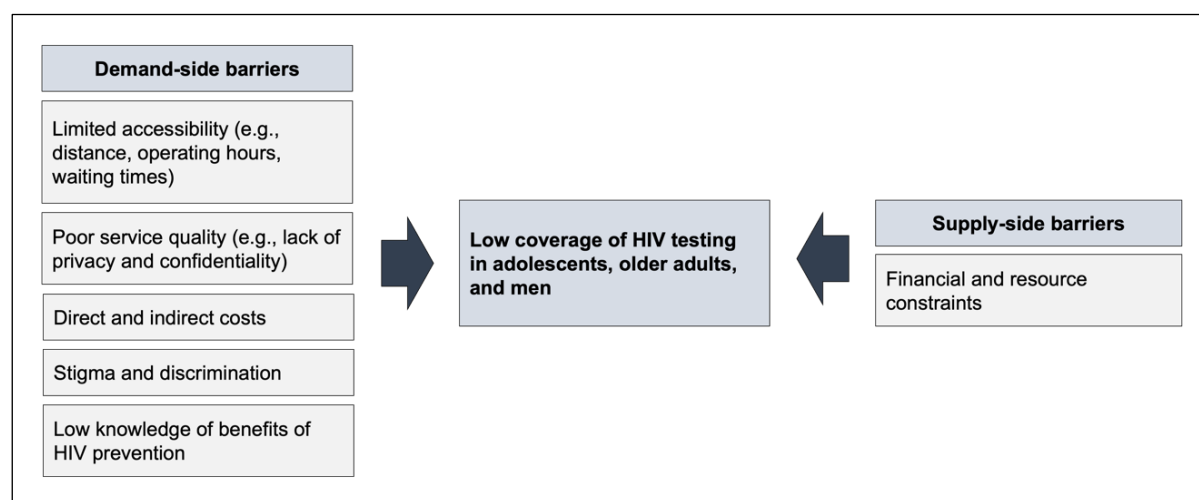 Demand-side barriers
Limited accessibility (e.g.,
distance, operating hours,
waiting times)
Poor service quality (e.g., lack of
privacy and confidentiality)
Direct and indirect costs
Stigma and discrimination
Low knowledge of benefits of
HIV prevention
Low coverage of HIV testing
in adolescents, older adults,
and men
Supply-side barriers
Financial and resource
constraints